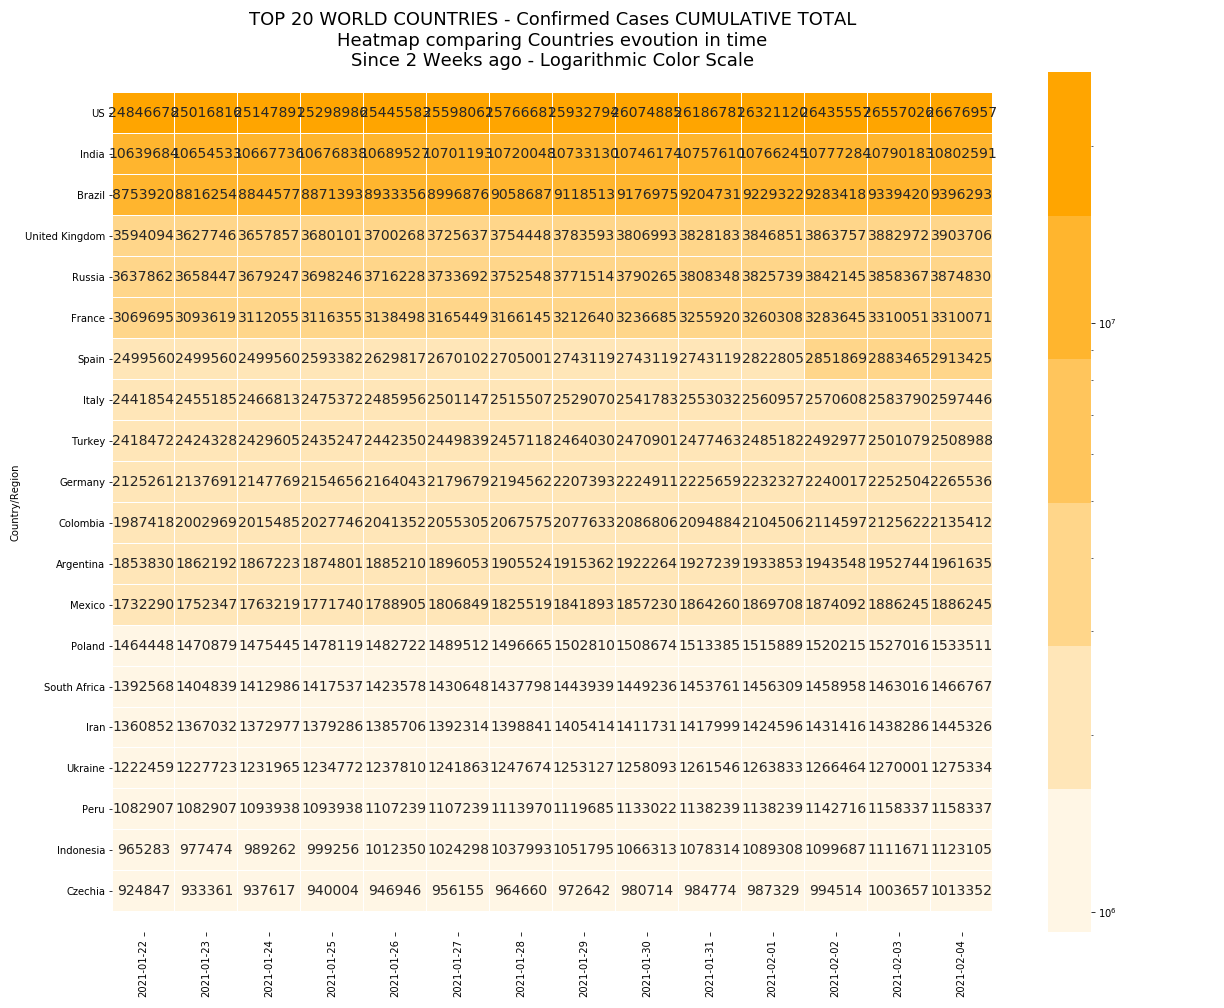 TOP 20 WORLD COUNTRIES - Confirmed Cases CUMULATIVE TOTAL
Heatmap comparing Countries evoution in time
Since 2 Weeks ago - Logarithmic Color Scale
US 24846678 25016816 25147891 25298986 25445583 25598061 25766681 25932794 26074885 26186781 26321120 26435557 26557026 26676957
India 10639684 10654533 10667736 10676838 10689527 10701193 10720048 10733130 10746174 10757610 10766245 10777284 10790183 10802591
Brazil 8753920 8816254 8844577 8871393 8933356 8996876 9058687 9118513 9176975 9204731 9229322 9283418 9339420 9396293
United Kingdom 3594094 3627746 3657857 3680101 3700268 3725637 3754448 3783593 3806993 3828183 3846851 3863757 3882972 3903706
Russia 3637862 3658447 3679247 3698246 3716228 3733692 3752548 3771514 3790265 3808348 3825739 3842145 3858367 3874830
France 3069695 3093619 3112055 3116355 3138498 3165449 3166145 3212640 3236685 3255920 3260308 3283645 3310051 3310071
Spain 2499560 2499560 2499560 2593382 2629817 2670102 2705001 2743119 2743119 2743119 2822805 2851869 2883465 2913425
Italy 2441854 2455185 2466813 2475372 2485956 2501147 2515507 2529070 2541783 2553032 2560957 2570608 2583790 2597446
Turkey 2418472 2424328 2429605 2435247 2442350 2449839 2457118 2464030 2470901 2477463 2485182 2492977 2501079 2508988
Germany 2125261 2137691 2147769 2154656 2164043 2179679 2194562 2207393 2224911 2225659 2232327 2240017 2252504 2265536
Colombia 1987418 2002969 2015485 2027746 2041352 2055305 2067575 2077633 2086806 2094884 2104506 2114597 2125622 2135412
Argentina 1853830 1862192 1867223 1874801 1885210 1896053 1905524 1915362 1922264 1927239 1933853 1943548 1952744 1961635
Mexico 1732290 1752347 1763219 1771740 1788905 1806849 1825519 1841893 1857230 1864260 1869708 1874092 1886245 1886245
Poland 1464448 1470879 1475445 1478119 1482722 1489512 1496665 1502810 1508674 1513385 1515889 1520215 1527016 1533511
South Africa 1392568 1404839 1412986 1417537 1423578 1430648 1437798 1443939 1449236 1453761 1456309 1458958 1463016 1466767
Iran 1360852 1367032 1372977 1379286 1385706 1392314 1398841 1405414 1411731 1417999 1424596 1431416 1438286 1445326
Ukraine 1222459 1227723 1231965 1234772 1237810 1241863 1247674 1253127 1258093 1261546 1263833 1266464 1270001 1275334
Peru 1082907 1082907 1093938 1093938 1107239 1107239 1113970 1119685 1133022 1138239 1138239 1142716 1158337 1158337
Indonesia 965283 977474 989262 999256 1012350 1024298 1037993 1051795 1066313 1078314 1089308 1099687 1111671 1123105
Czechia 924847 933361 937617 940004 946946 956155 964660 972642 980714 984774 987329 994514 1003657 1013352
2021-01-22 2021-01-23 2021-01-24 2021-01-25 2021-01-26 2021-01-27 2021-01-28 2021-01-29 2021-01-30 2021-01-31 2021-02-01 2021-02-02 2021-02-03 2021-02-04
Country/Region
10⁷
10⁶